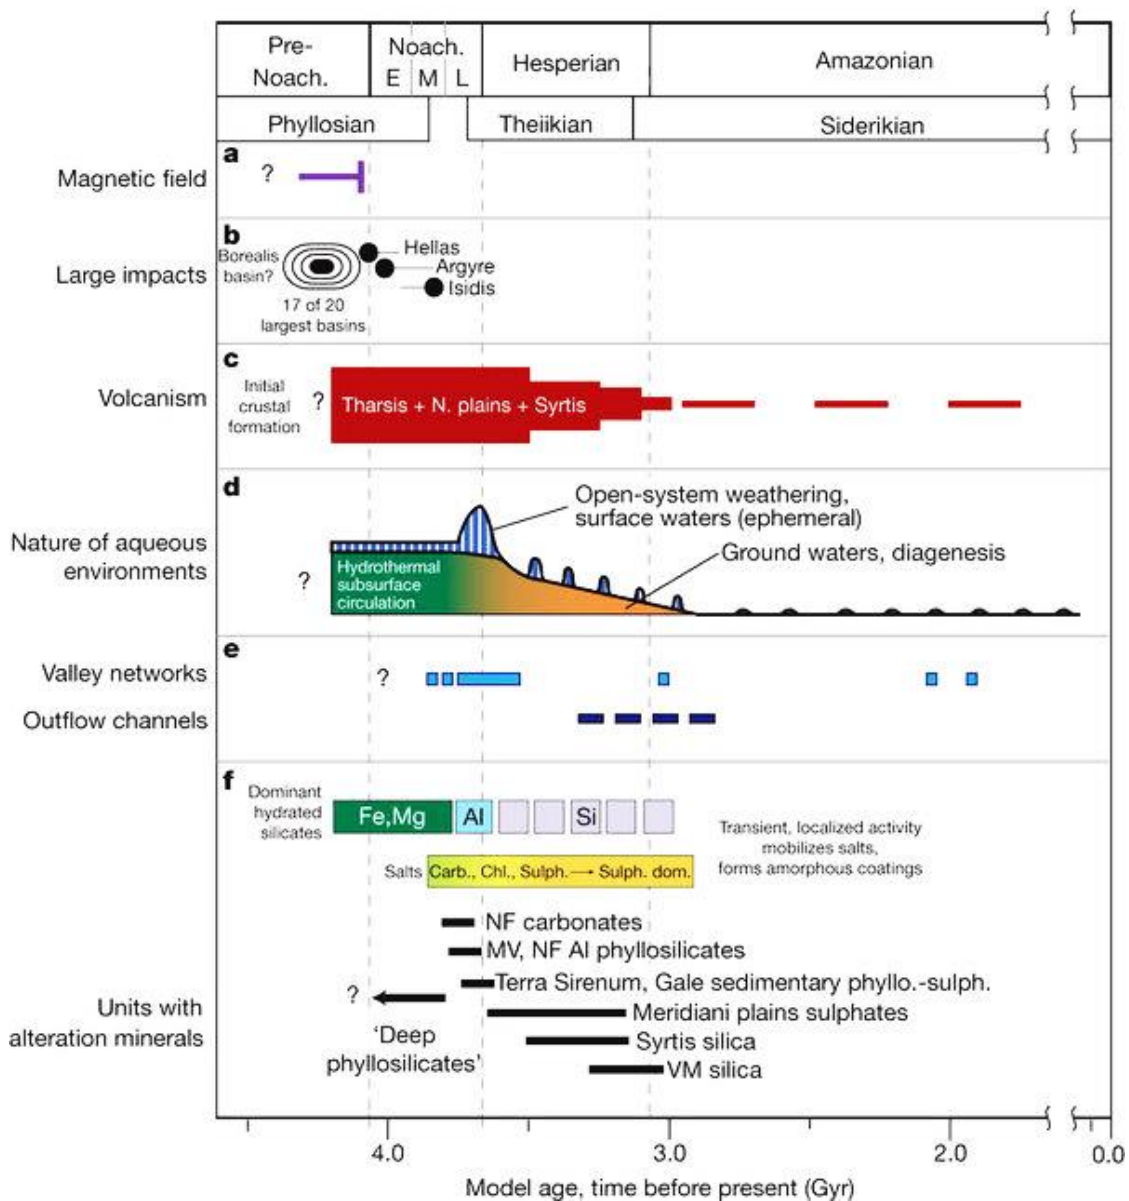 Pre-
Noach.
Noach.
E M L
Hesperian
Amazonian
Phyllosian
Theiikian
Siderikian
a
Magnetic field
?
b
Large impacts
Borealis
basin?
Hellas
Argyre
Isidis
17 of 20
largest basins
c
Volcanism
Initial
crustal
formation
?
Tharsis + N. plains + Syrtis
d
Nature of aqueous
environments
?
Open-system weathering,
surface waters (ephemeral)
Ground waters, diagenesis
Hydrothermal
subsurface
circulation
e
Valley networks
?
Outflow channels
f
Dominant
hydrated
silicates
Fe,Mg
Al
Si
Transient, localized activity
mobilizes salts,
forms amorphous coatings
Salts
Carb., Chl., Sulph.→ Sulph. dom.
NF carbonates
MV, NF Al phyllosilicates
Terra Sirenum, Gale sedimentary phyllo.-sulph.
?
Units with
alteration minerals
'Deep
phyllosilicates'
Meridiani plains sulphates
Syrtis silica
VM silica
4.0
3.0
2.0
0.0
Model age, time before present (Gyr)